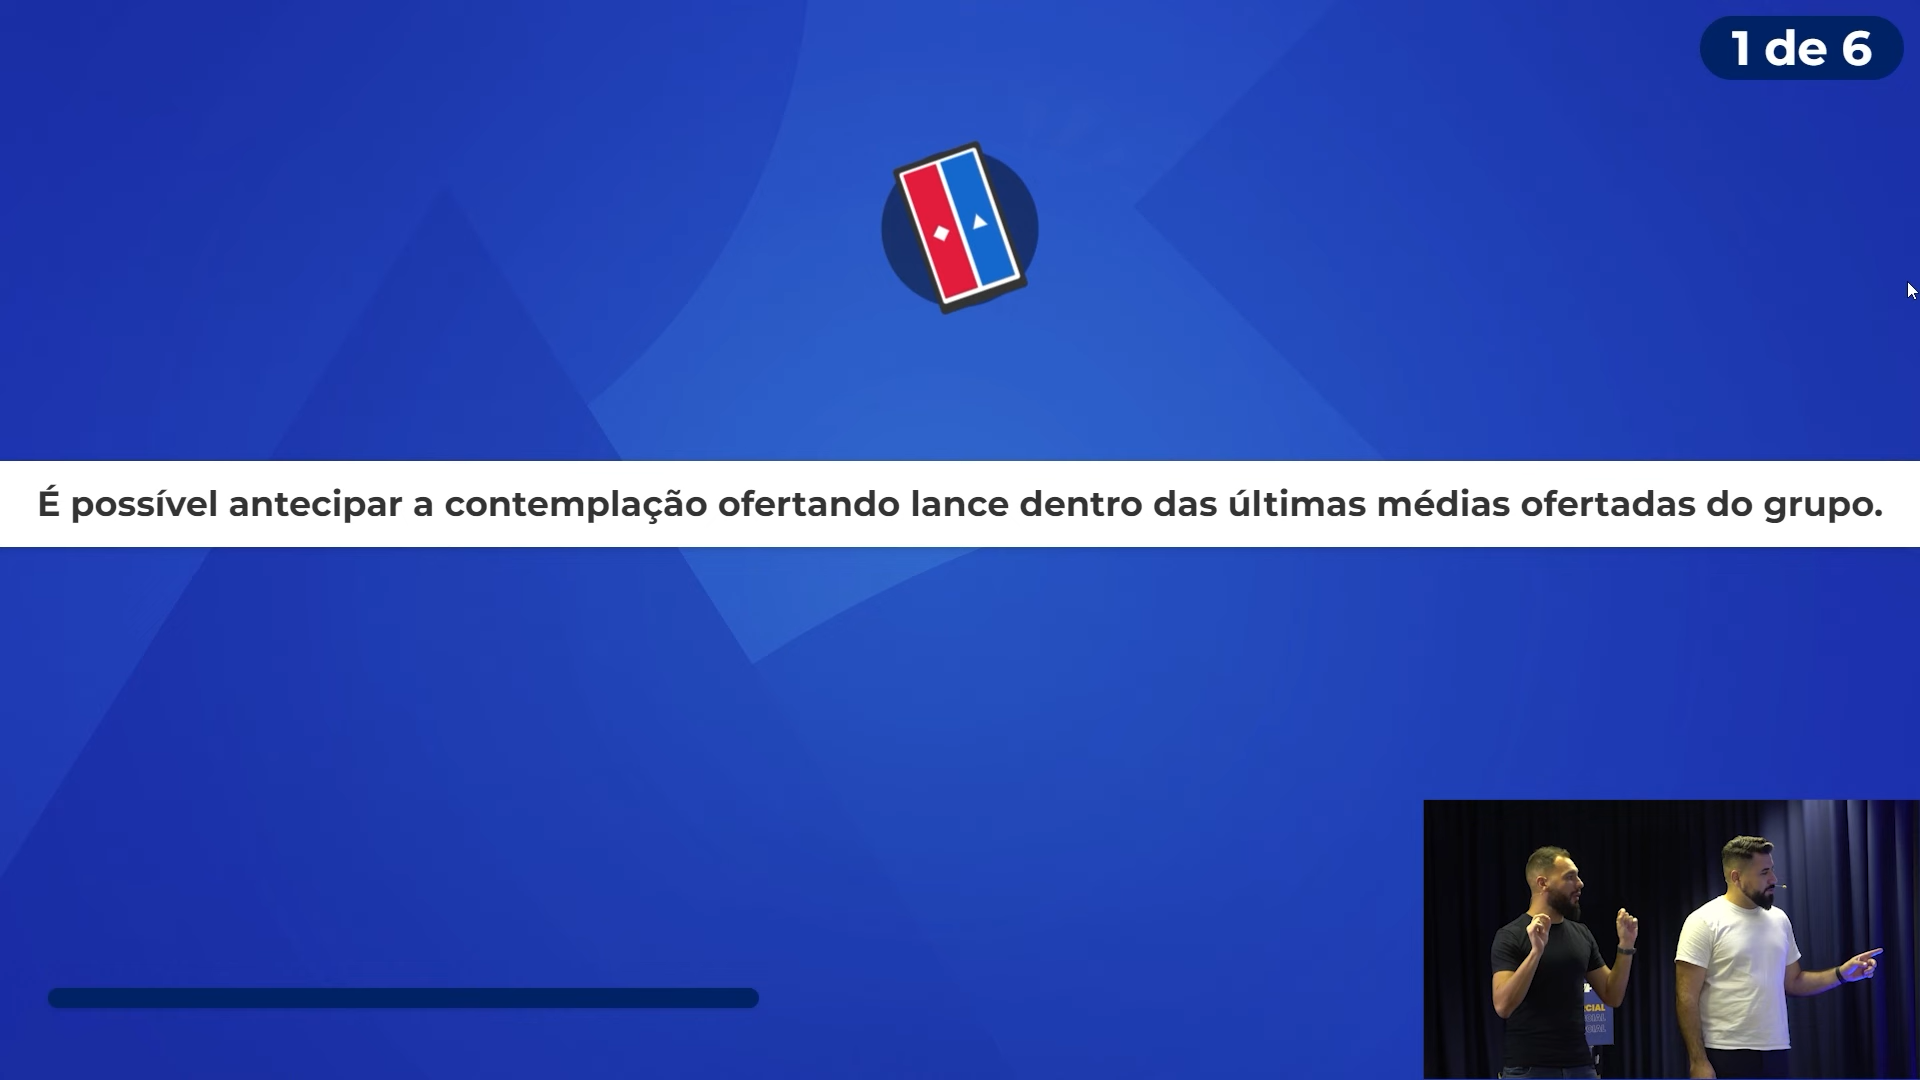 1 de 6
É possível antecipar a contemplação ofertando lance dentro das últimas médias ofertadas do grupo.